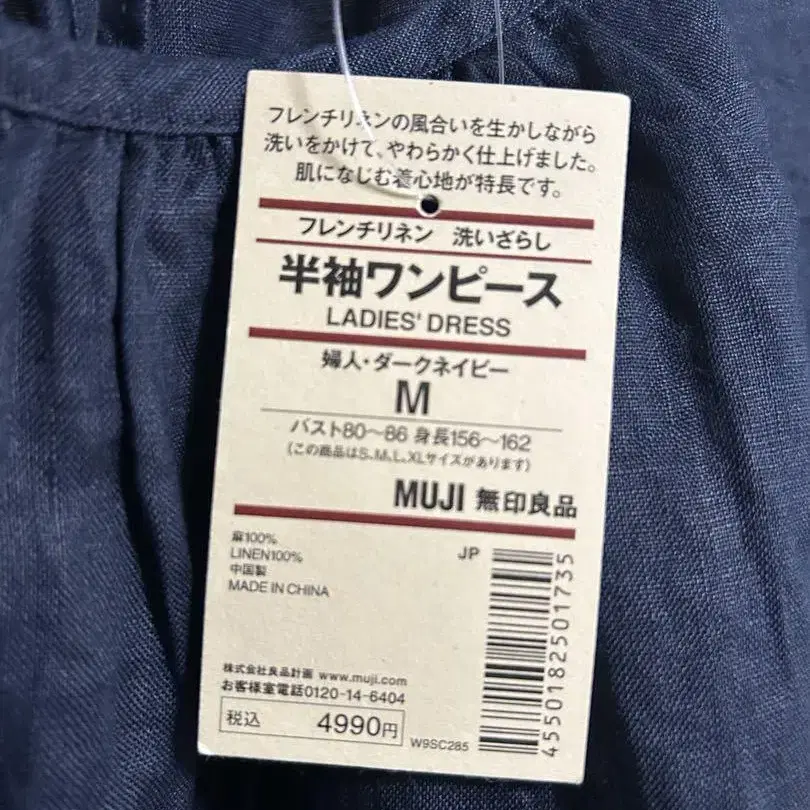 フレンチリネンの風合いを生かしながら
洗いをかけて、やわらかく仕上げました。
肌になじむ着心地が特長です。
フレンチリネン 洗いざらし
半袖ワンピース
LADIES' DRESS
婦人・ダークネイビー
M
バスト80〜86 身長156〜162
(この商品はS、M、L、XLサイズがあります)
MUJI 無印良品
麻100%
LINEN100%
中国製
MADE IN CHINA
JP
4550182501735
株式会社良品計画 www.muji.com
お客様室電話0120-14-6404
税込 4990円
W9SC285